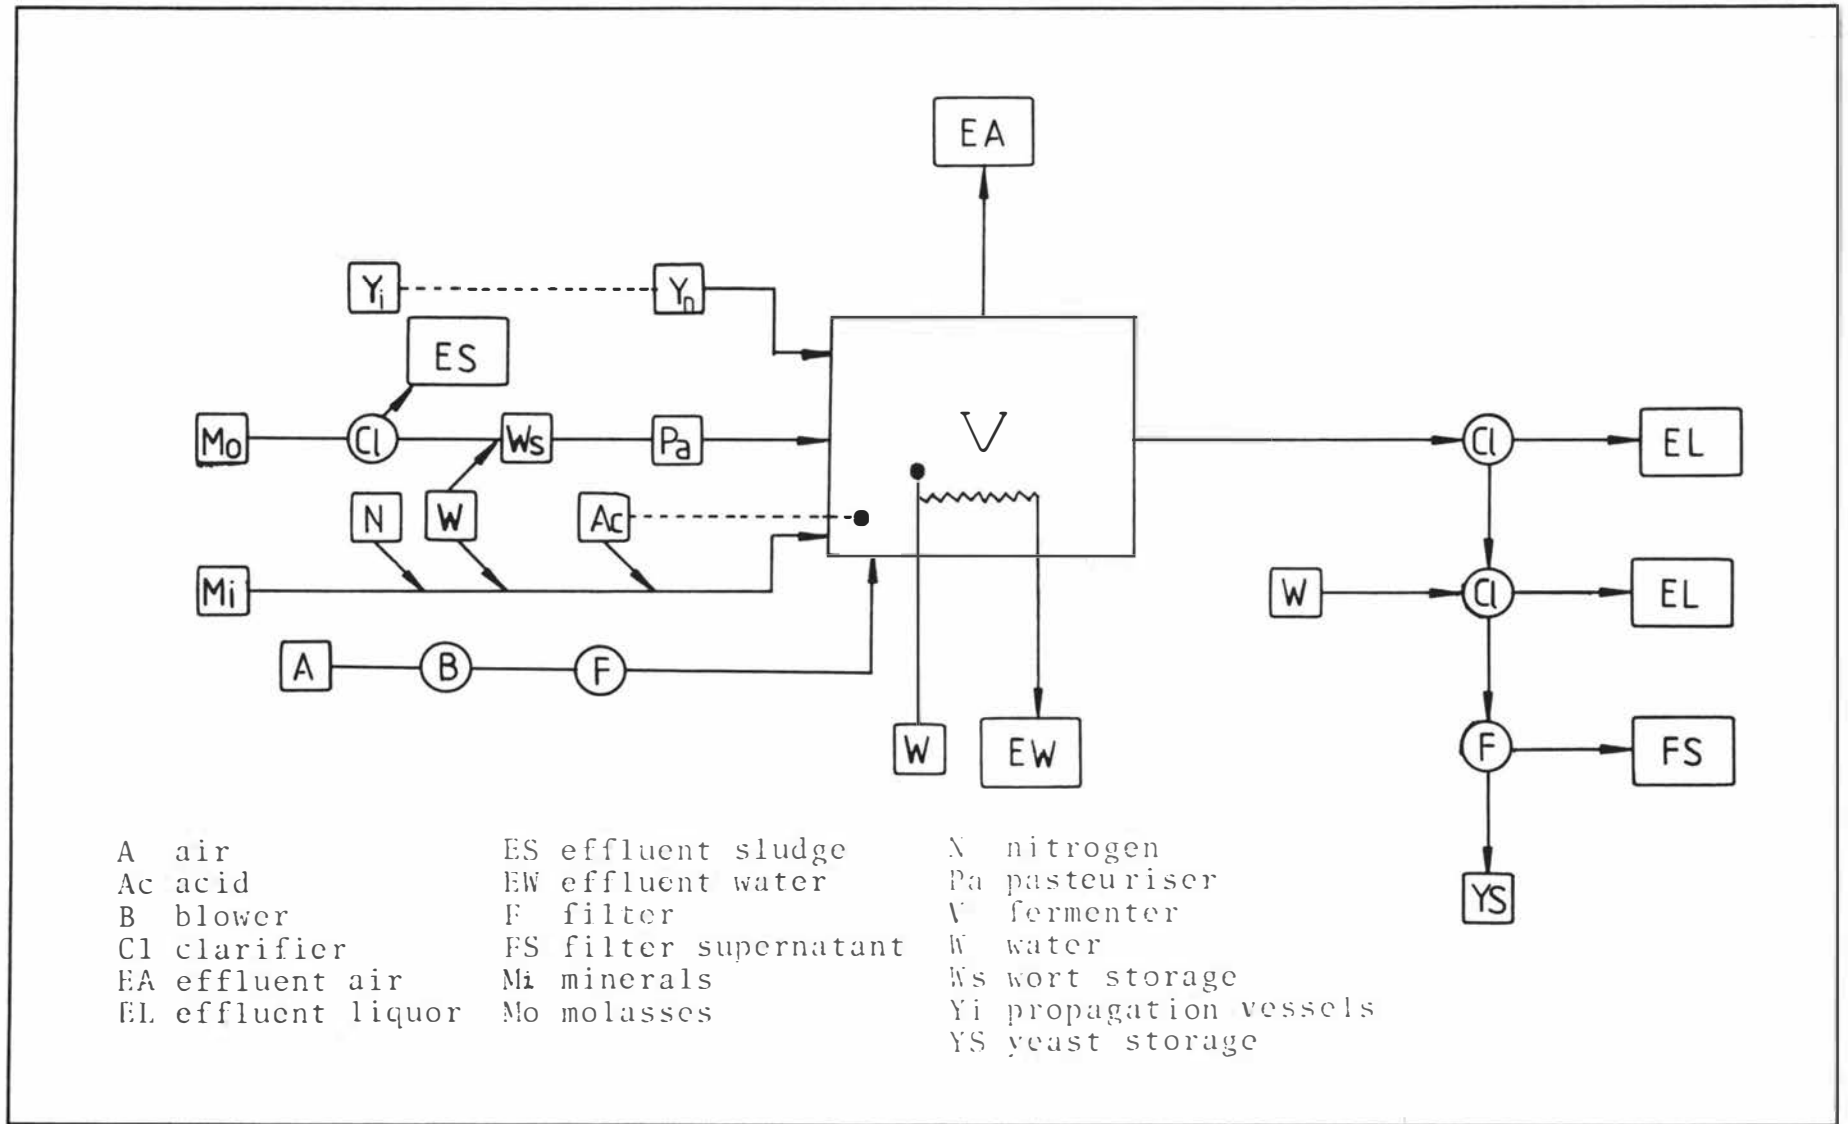 EA
Yi
Yn
ES
Mo
Cl
Ws
Pa
V
Cl
EL
N
W
Ac
Mi
W
Cl
EL
A
B
F
W
EW
F
FS
YS
A air
Ac acid
B blower
Cl clarifier
EA effluent air
EL effluent liquor
ES effluent sludge
EW effluent water
F filter
FS filter supernatant
Mi minerals
Mo molasses
N nitrogen
Pa pasteuriser
V fermenter
W water
Ws wort storage
Yi propagation vessels
YS yeast storage